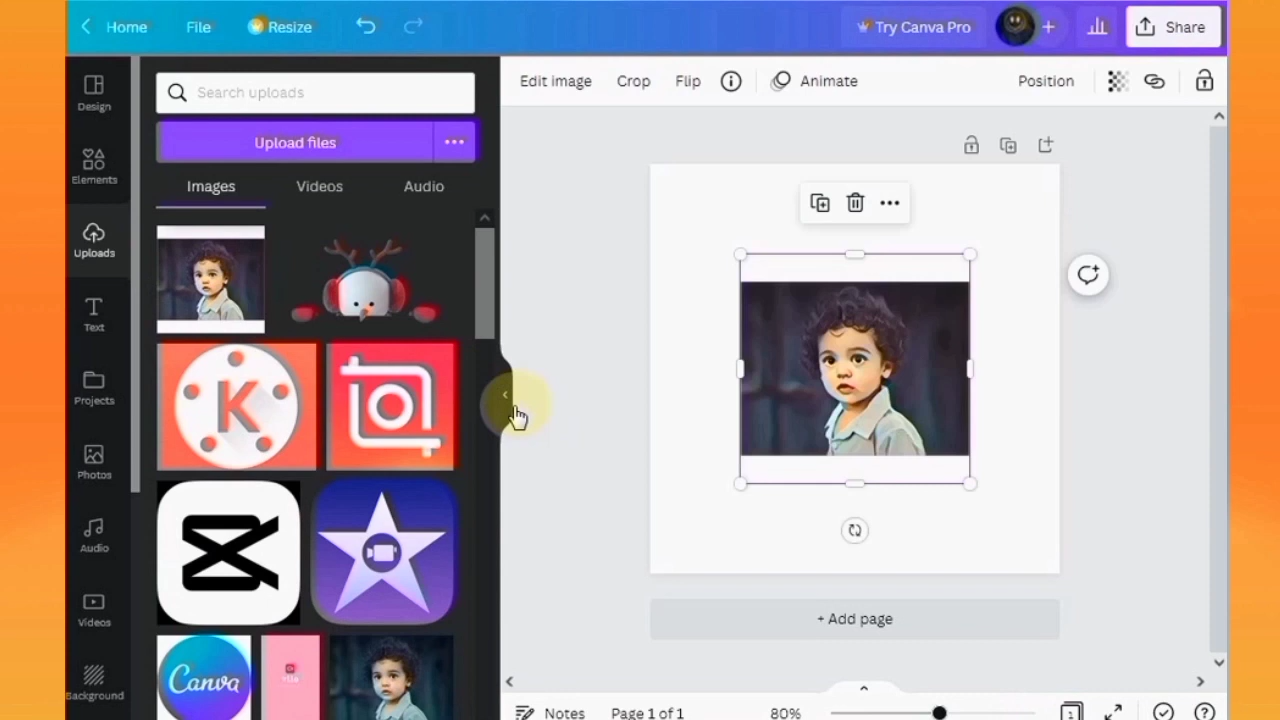 Home File Resize Try Canva Pro Share
Design
Elements
Uploads
Text
Projects
Photos
Audio
Videos
Background
Search uploads
Upload files
Images Videos Audio
K
Canva
Edit image Crop Flip Animate Position
+ Add page
Notes Page 1 of 1 80% 1